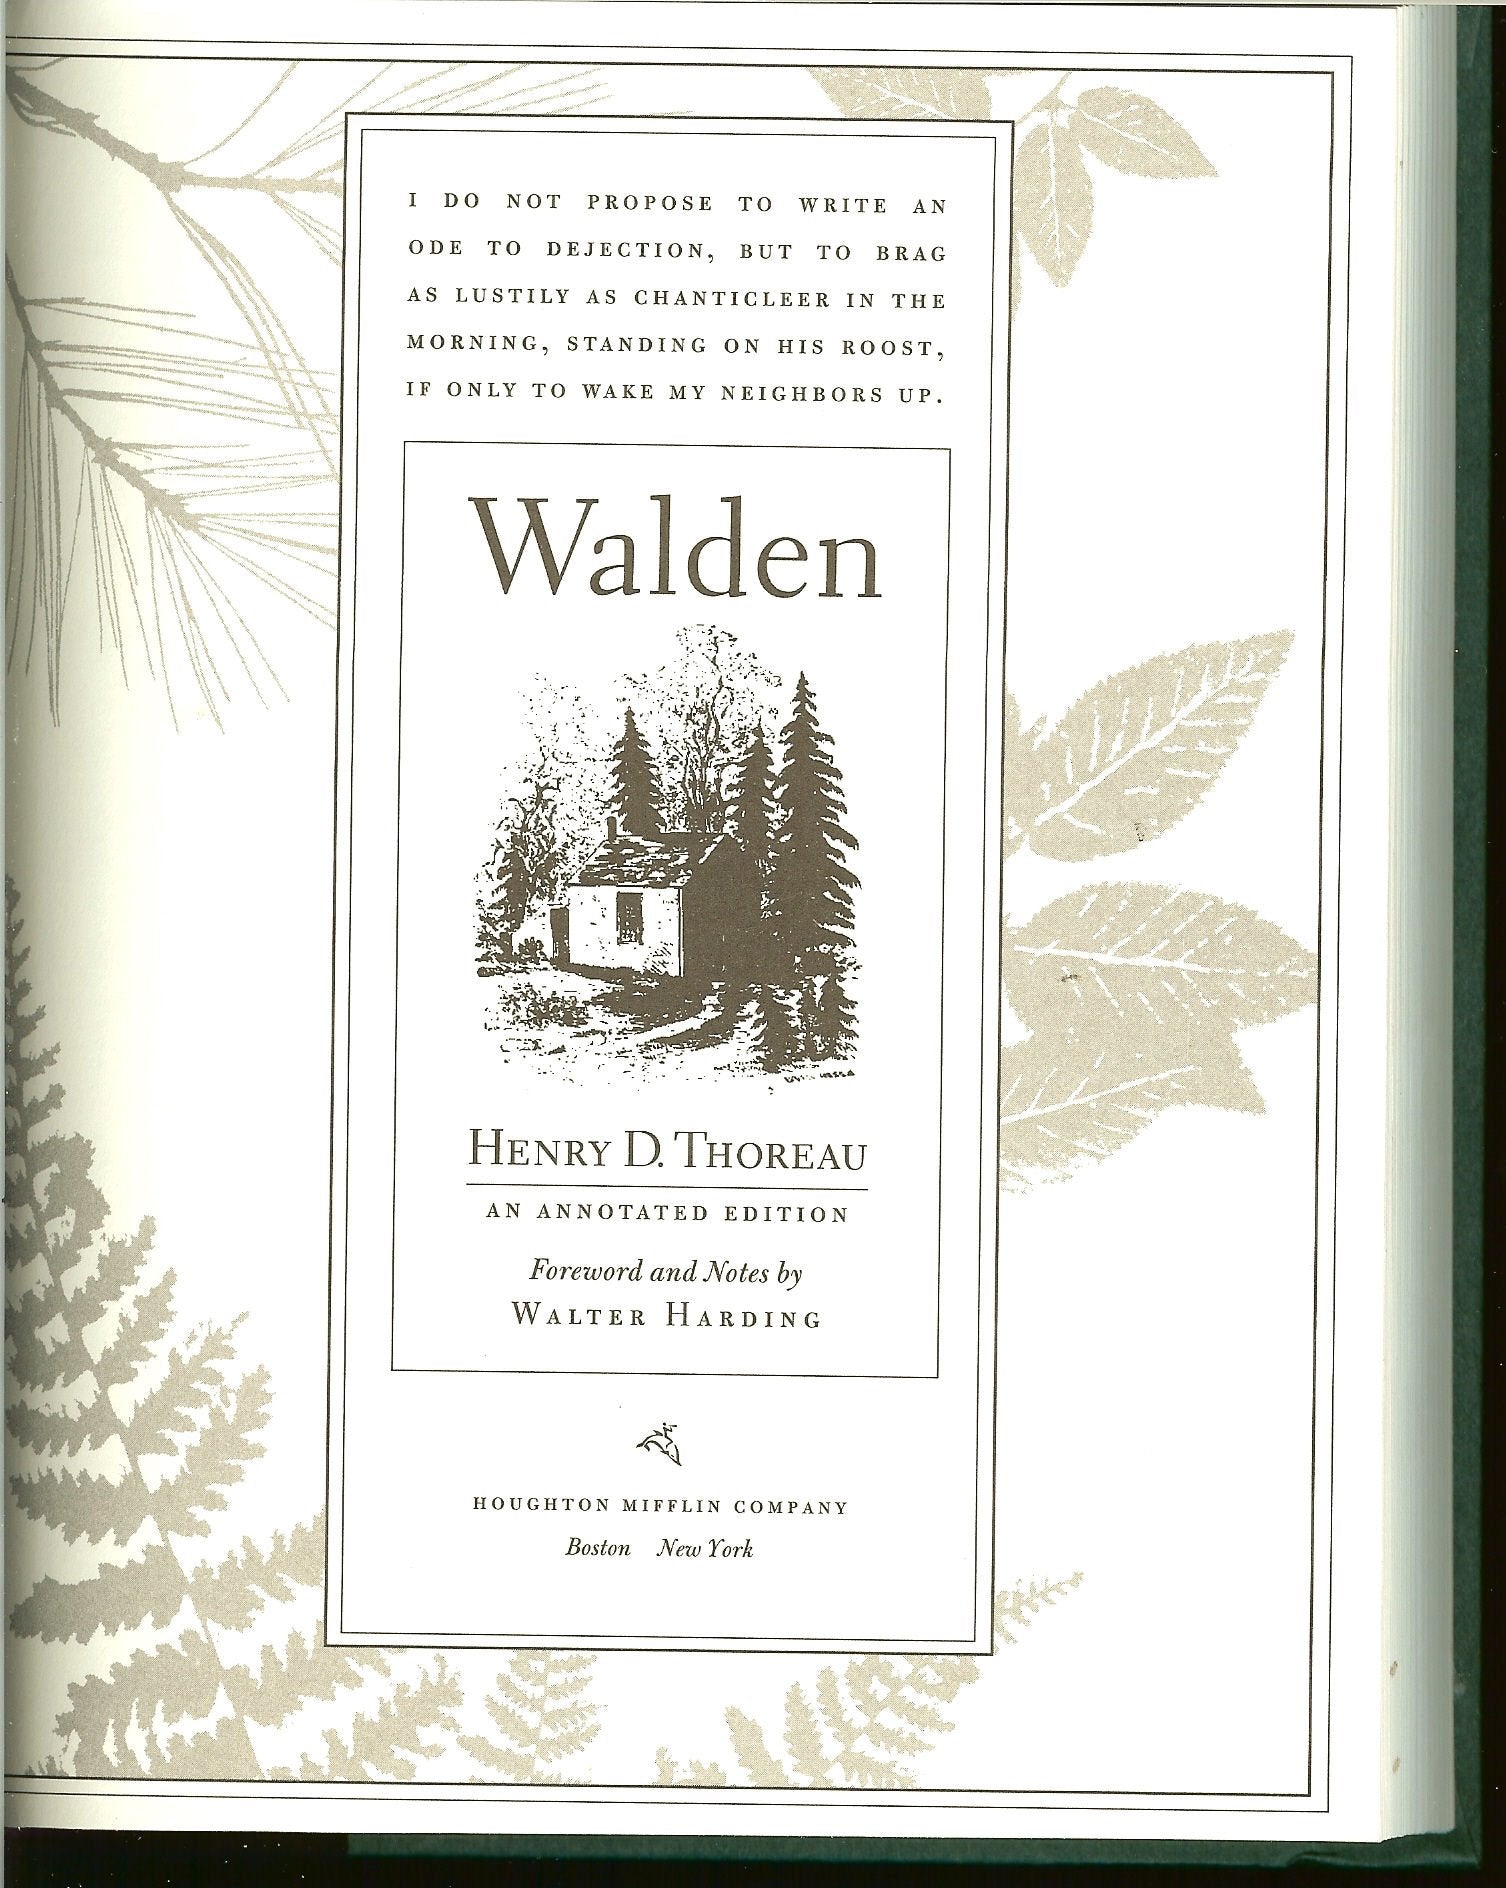 I DO NOT PROPOSE TO WRITE AN
ODE TO DEJECTION, BUT TO BRAG
AS LUSTILY AS CHANTICLEER IN THE
MORNING, STANDING ON HIS ROOST,
IF ONLY TO WAKE MY NEIGHBORS UP.
Walden
HENRY D. THOREAU
AN ANNOTATED EDITION
Foreword and Notes by
WALTER HARDING
HOUGHTON MIFFLIN COMPANY
Boston New York